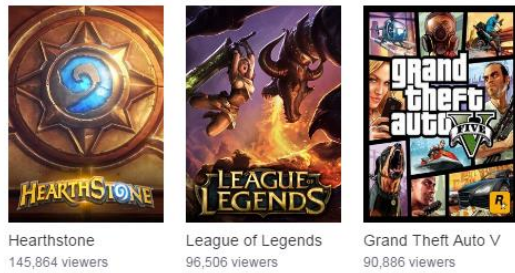 HEARTHSTONE
LEAGUE OF
LEGENDS
grand
theft
auto
V
FIVE
R
Hearthstone
145,864 viewers
League of Legends
96,506 viewers
Grand Theft Auto V
90,886 viewers